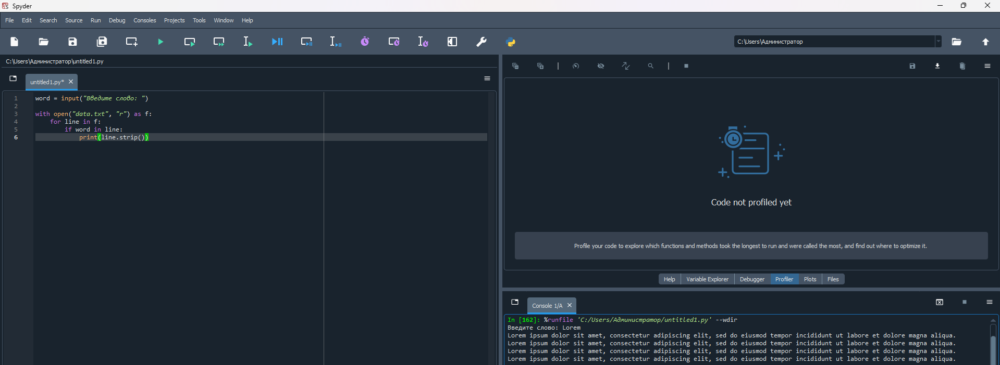 Spyder
File Edit Search Source Run Debug Consoles Projects Tools Window Help
C:\Users\Администратор
C:\Users\Администратор\untitled1.py
untitled1.py*
1 word = input("Введите слово: ")
2
3 with open("data.txt", "r") as f:
4 for line in f:
5 if word in line:
6 print(line.strip())
Code not profiled yet
Profile your code to explore which functions and methods took the longest to run and were called the most, and find out where to optimize it.
Help Variable Explorer Debugger Profiler Plots Files
Console 1/A
In [162]: %runfile 'C:/Users/Администратор/untitled1.py' --wdir
Введите слово: Lorem
Lorem ipsum dolor sit amet, consectetur adipiscing elit, sed do eiusmod tempor incididunt ut labore et dolore magna aliqua.
Lorem ipsum dolor sit amet, consectetur adipiscing elit, sed do eiusmod tempor incididunt ut labore et dolore magna aliqua.
Lorem ipsum dolor sit amet, consectetur adipiscing elit, sed do eiusmod tempor incididunt ut labore et dolore magna aliqua.
Lorem ipsum dolor sit amet, consectetur adipiscing elit, sed do eiusmod tempor incididunt ut labore et dolore magna aliqua.